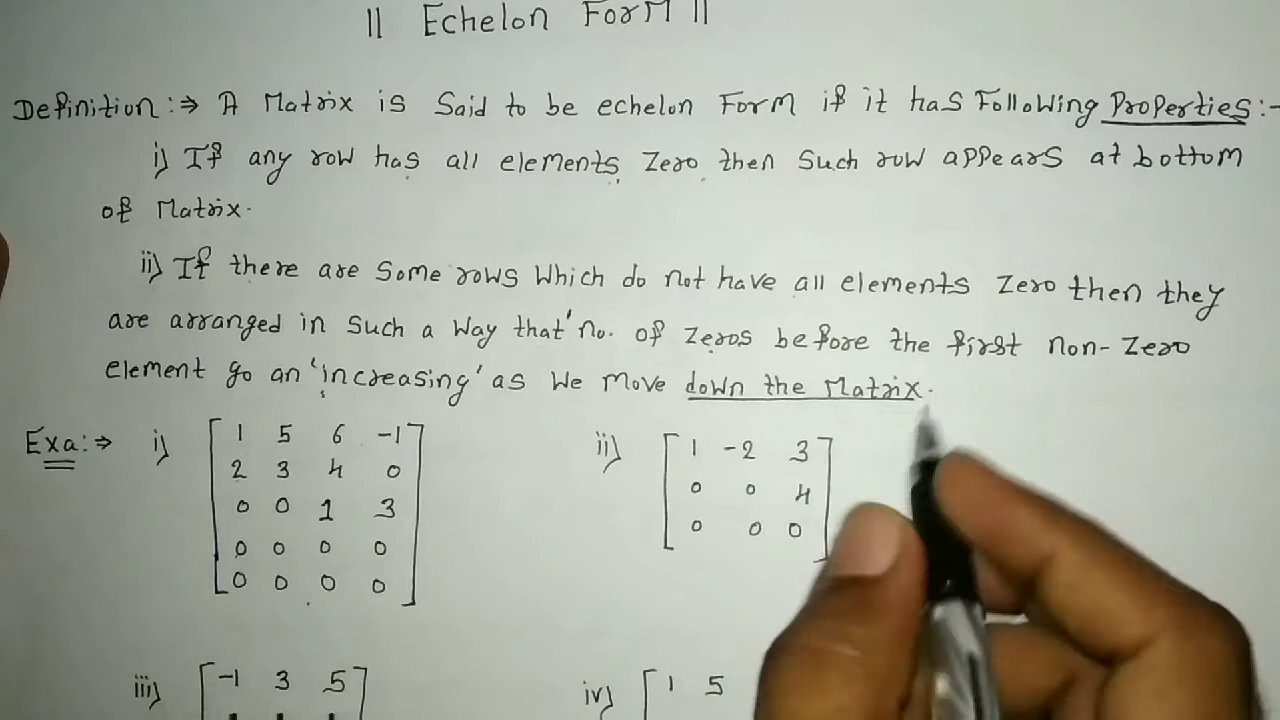 || Echelon Form ||
Definition :⇒ A Matrix is Said to be echelon Form if it has Following Properties :-
i) If any row has all elements Zero then Such row appears at bottom
of Matrix.
ii) If there are Some rows Which do not have all elements Zero then they
are arranged in Such a Way that' no. of Zeros before the first non-Zero
element go an 'increasing' as We move down the Matrix.
Exa :⇒ i) 1 5 6 -1 ii) 1 -2 3
2 3 4 0 0 0 4
0 0 1 3 0 0 0
0 0 0 0
0 0 0 0
iii) -1 3 5 iv) 1 5